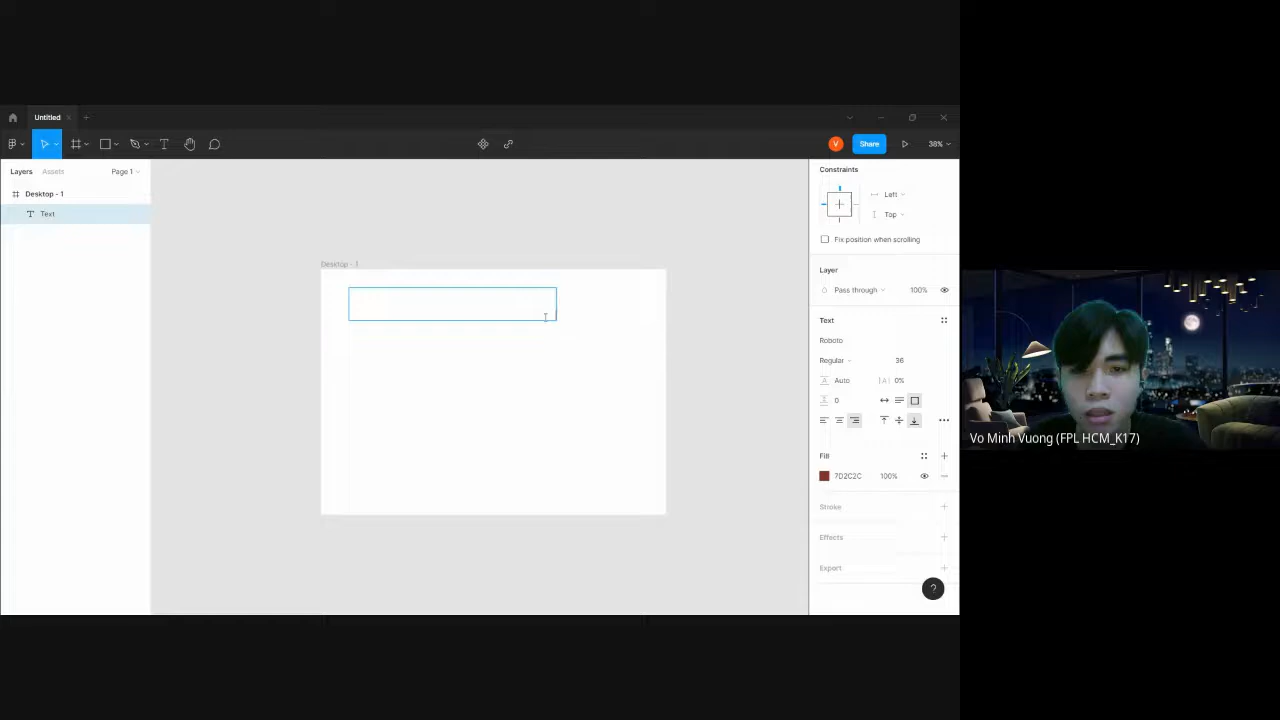 Untitled
Share
38%
Layers
Assets
Page 1
Desktop - 1
Text
Desktop - 1
Constraints
Left
Top
Fix position when scrolling
Layer
Pass through
100%
Text
Roboto
Regular
36
Auto
|A| 0%
0
Fill
7D2C2C
100%
Stroke
Effects
Export
?
V
Vo Minh Vuong (FPL HCM_K17)